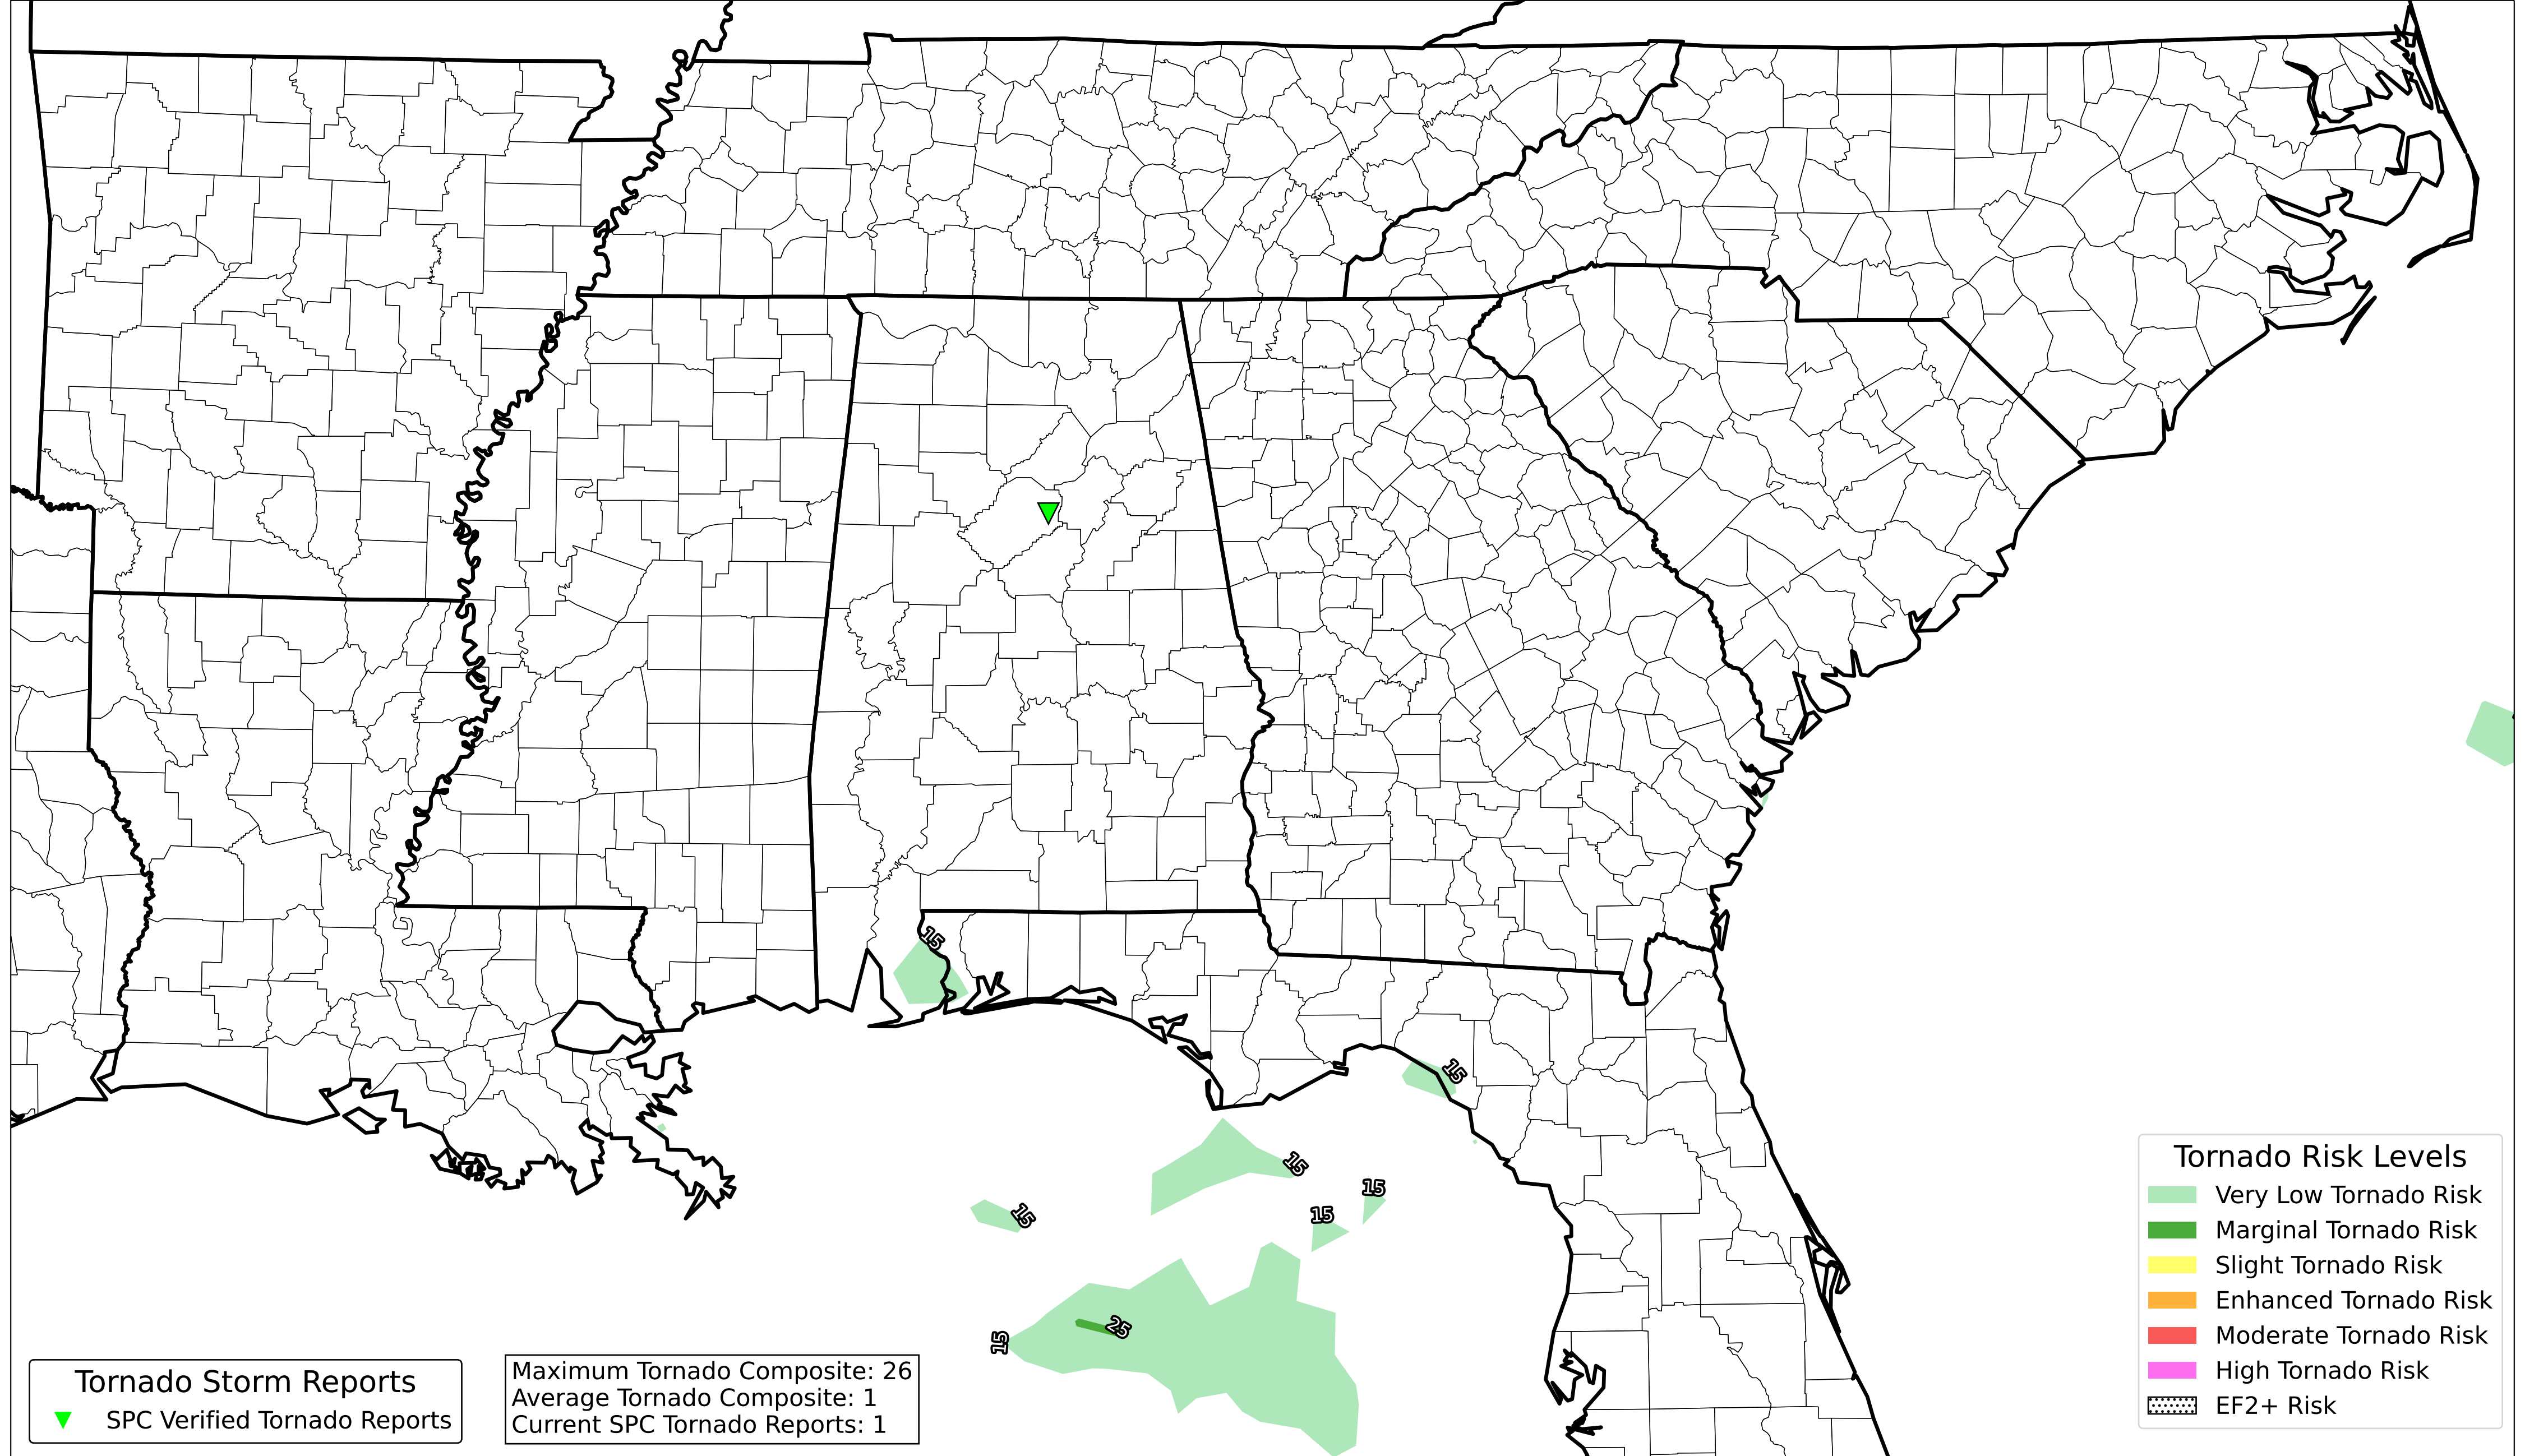 15
15
15
15
15
15
25
15
Tornado Risk Levels
Very Low Tornado Risk
Marginal Tornado Risk
Slight Tornado Risk
Enhanced Tornado Risk
Moderate Tornado Risk
High Tornado Risk
EF2+ Risk
Tornado Storm Reports
SPC Verified Tornado Reports
Maximum Tornado Composite: 26
Average Tornado Composite: 1
Current SPC Tornado Reports: 1